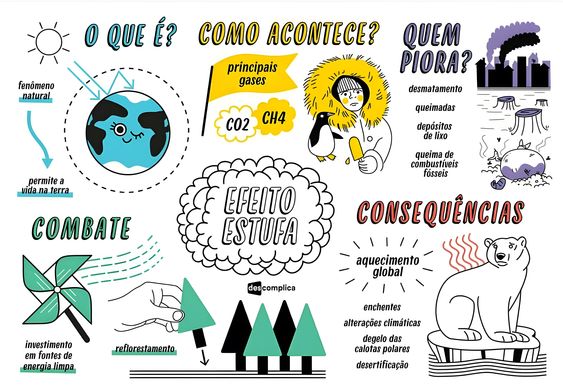 O QUE É?
fenômeno
natural
permite a
vida na terra
COMO ACONTECE?
principais
gases
CO2
CH4
QUEM
PIORA?
desmatamento
queimadas
depósitos
de lixo
queima de
combustíveis
fósseis
EFEITO
ESTUFA
descomplica
COMBATE
investimento
em fontes de
energia limpa
reflorestamento
CONSEQUÊNCIAS
aquecimento
global
enchentes
alterações climáticas
degelo das
calotas polares
desertificação